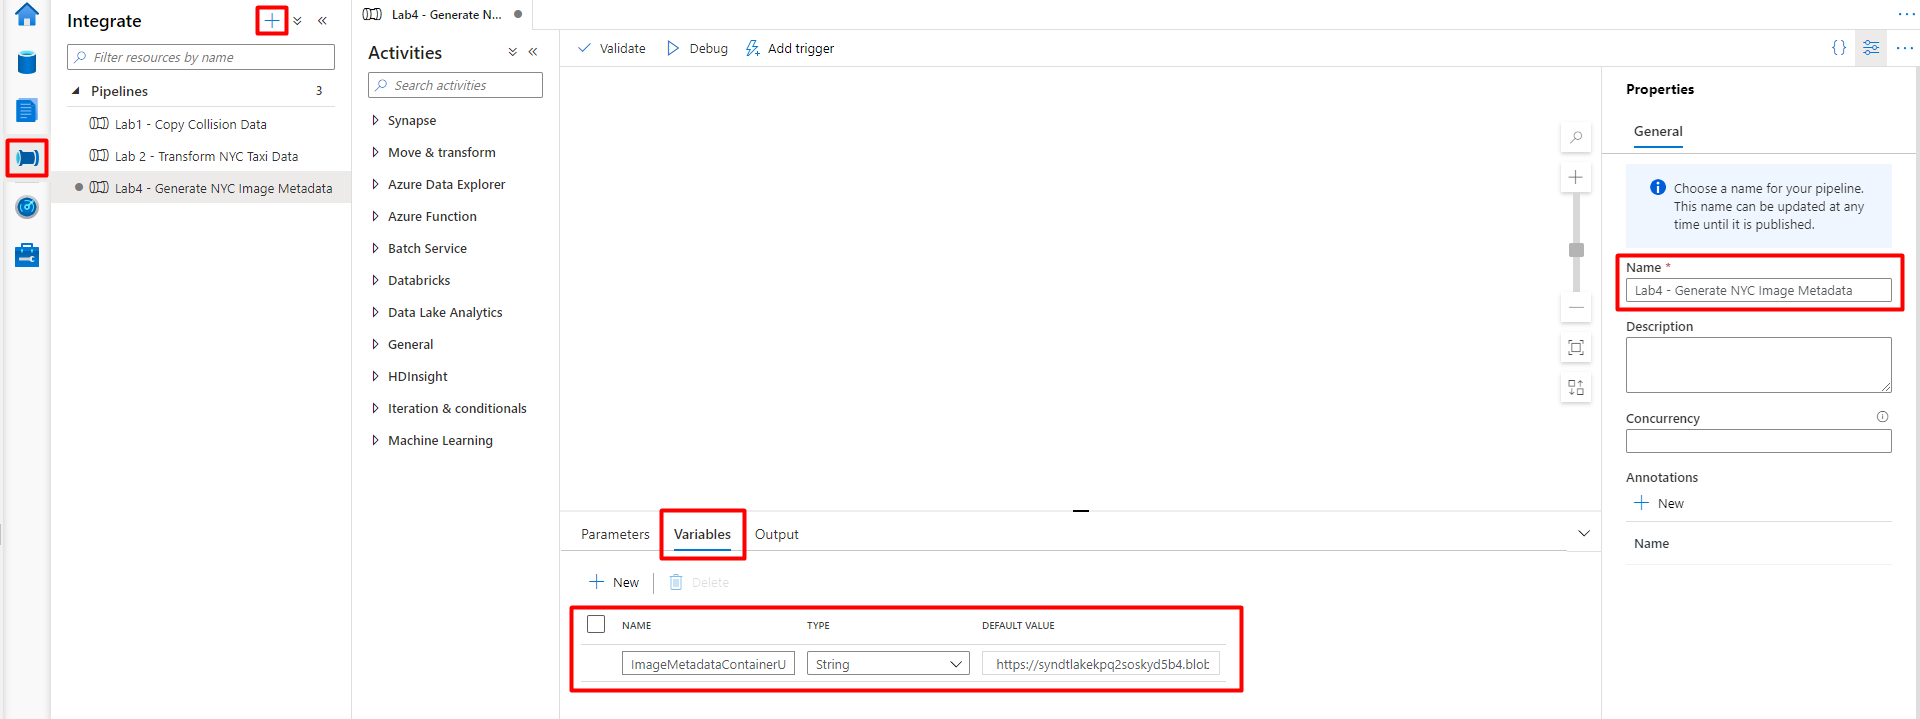 Integrate
Filter resources by name
Pipelines 3
Lab1 - Copy Collision Data
Lab 2 - Transform NYC Taxi Data
Lab4 - Generate NYC Image Metadata
Lab4 - Generate N...
Activities
Search activities
Synapse
Move & transform
Azure Data Explorer
Azure Function
Batch Service
Databricks
Data Lake Analytics
General
HDInsight
Iteration & conditionals
Machine Learning
Validate Debug Add trigger
Parameters Variables Output
New Delete
NAME TYPE DEFAULT VALUE
ImageMetadataContainerU String https://syndtlakekpq2soskyd5b4.blob
Properties
General
Choose a name for your pipeline.
This name can be updated at any
time until it is published.
Name *
Lab4 - Generate NYC Image Metadata
Description
Concurrency
Annotations
New
Name